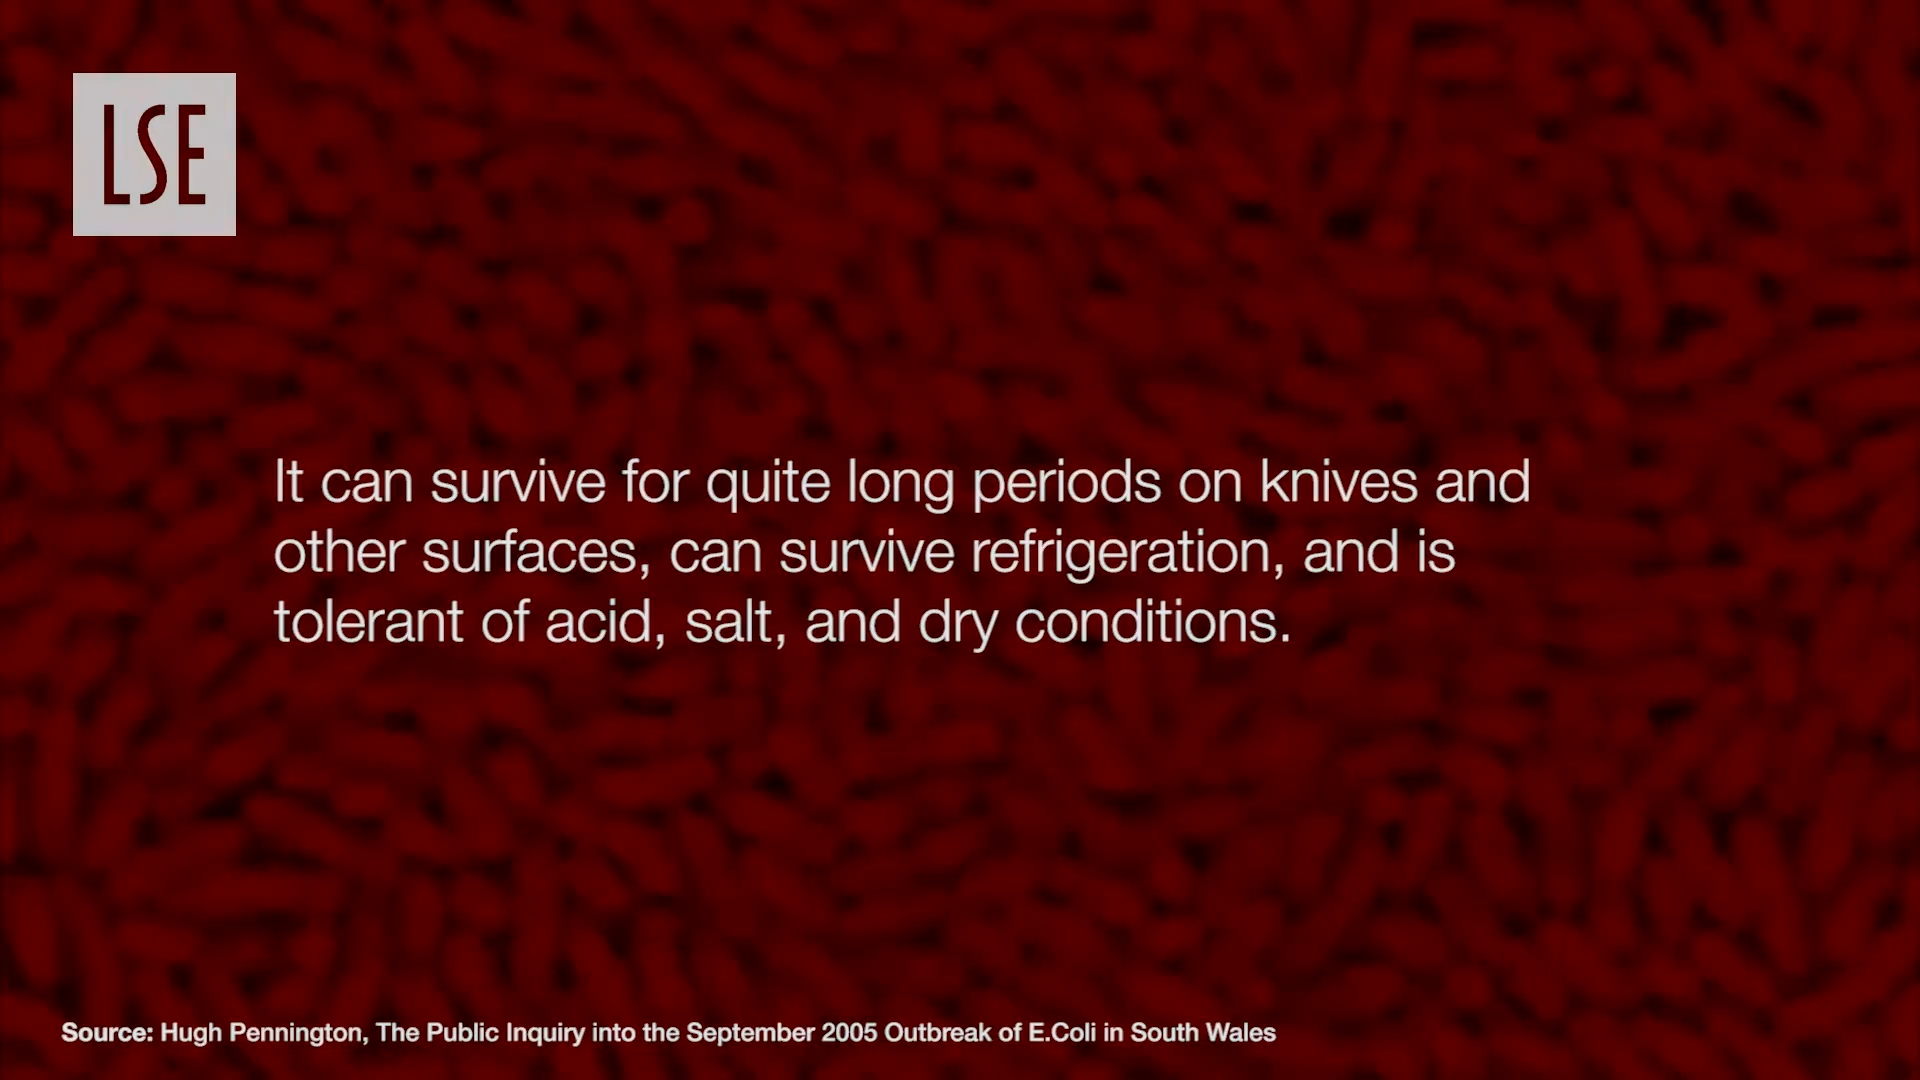 LSE
It can survive for quite long periods on knives and
other surfaces, can survive refrigeration, and is
tolerant of acid, salt, and dry conditions.
Source: Hugh Pennington, The Public Inquiry into the September 2005 Outbreak of E.Coli in South Wales